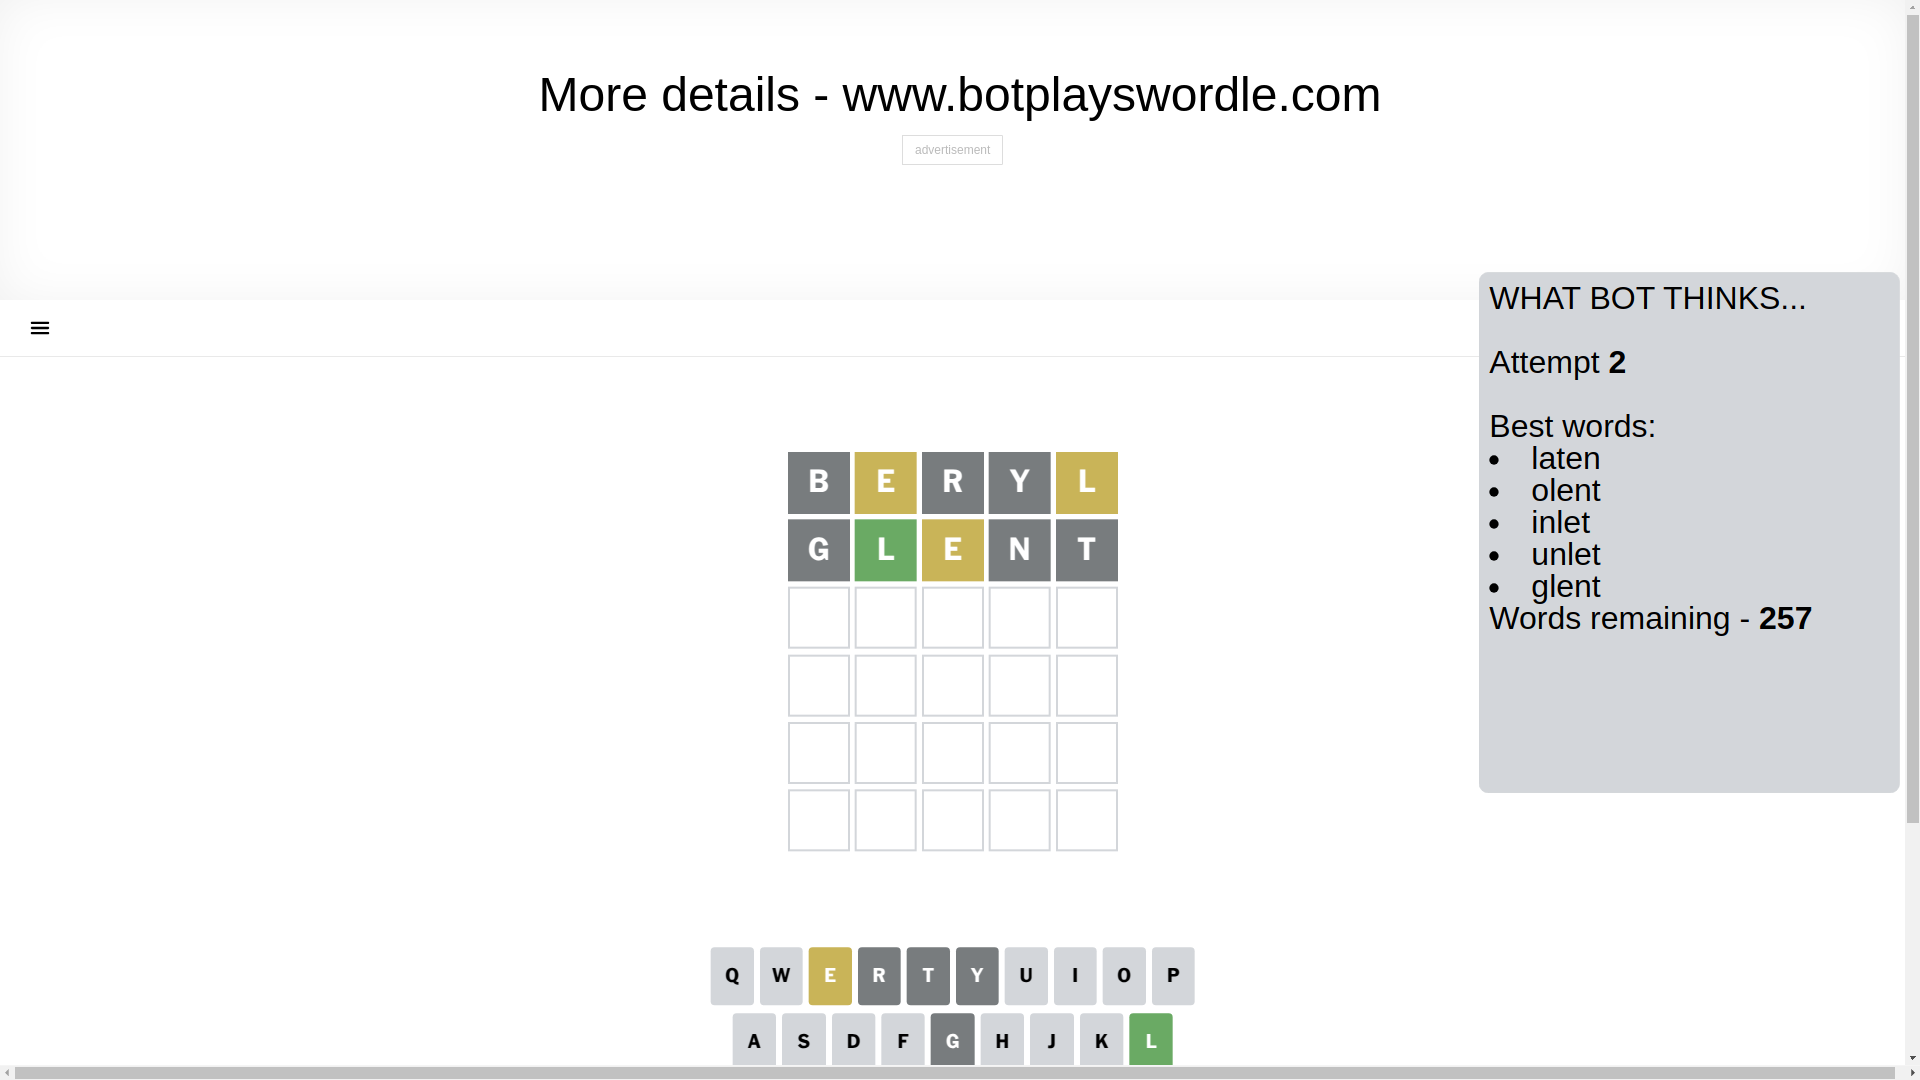 More details - www.botplayswordle.com
advertisement
WHAT BOT THINKS...
Attempt 2
Best words:
laten
olent
inlet
unlet
glent
Words remaining - 257
B E R Y L
G L E N T
Q W E R T Y U I O P
A S D F G H J K L